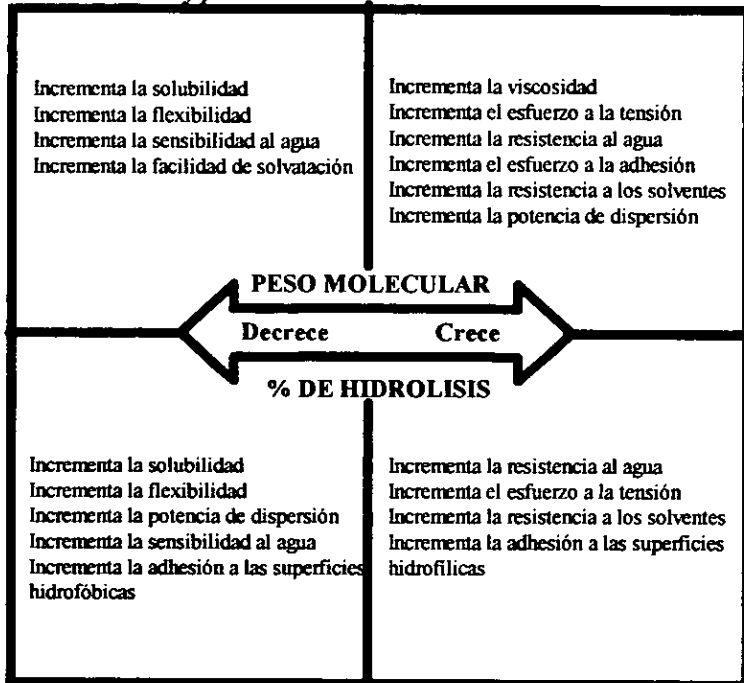 Incrementa la solubilidad
Incrementa la flexibilidad
Incrementa la sensibilidad al agua
Incrementa la facilidad de solvatación
Incrementa la viscosidad
Incrementa el esfuerzo a la tensión
Incrementa la resistencia al agua
Incrementa el esfuerzo a la adhesión
Incrementa la resistencia a los solventes
Incrementa la potencia de dispersión
PESO MOLECULAR
Decrece Crece
% DE HIDROLISIS
Incrementa la solubilidad
Incrementa la flexibilidad
Incrementa la potencia de dispersión
Incrementa la sensibilidad al agua
Incrementa la adhesión a las superficies
hidrofóbicas
Incrementa la resistencia al agua
Incrementa el esfuerzo a la tensión
Incrementa la resistencia a los solventes
Incrementa la adhesión a las superficies
hidrofílicas